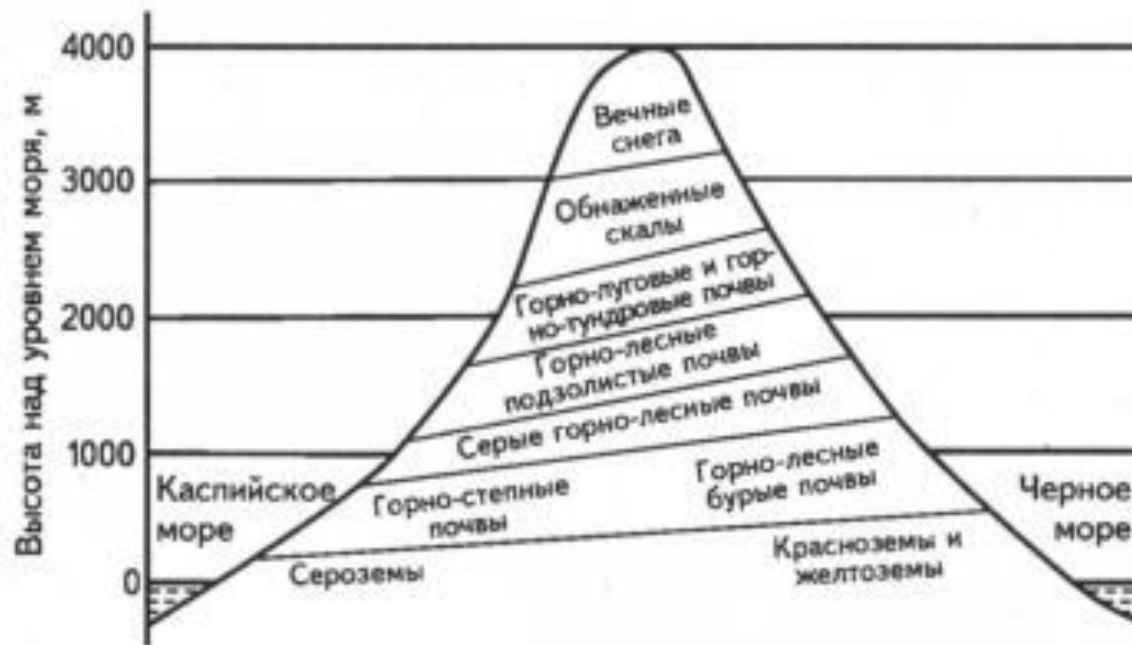 Высота над уровнем моря, м
4000
3000
2000
1000
0
Вечные
снега
Обнаженные
скалы
Горно-луговые и гор-
но-тундровые почвы
Горно-лесные
подзолистые почвы
Серые горно-лесные почвы
Каспийское
море
Горно-степные
почвы
Горно-лесные
бурые почвы
Черное
море
Сероземы
Красноземы и
желтоземы